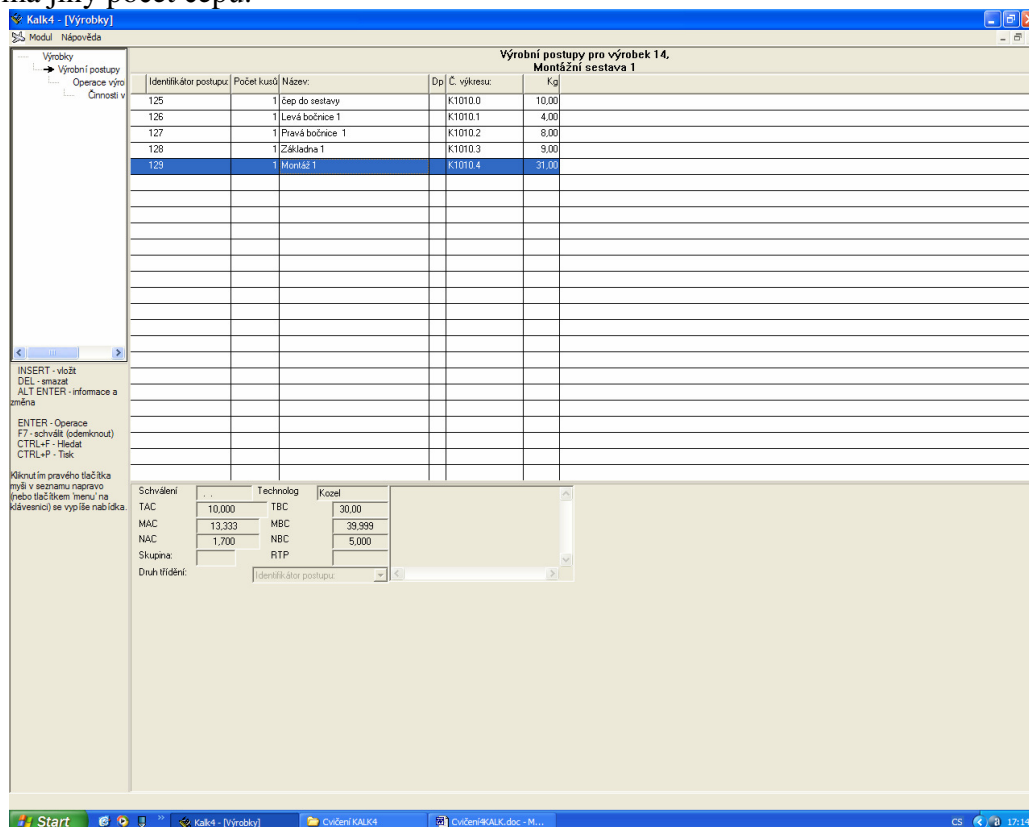 má jiný počet čepů.
Kalk4 - [Výrobky]
Modul Nápověda
Výrobky
Výrobní postupy
Operace výro
Činnosti v
Výrobní postupy pro výrobek 14,
Montážní sestava 1
Identifikátor postupu: Počet kusů Název: Dp Č. výkresu: Kg
125 1 čep do sestavy K1010.0 10,00
126 1 Levá bočnice 1 K1010.1 4,00
127 1 Pravá bočnice 1 K1010.2 8,00
128 1 Základna 1 K1010.3 9,00
129 1 Montáž 1 K1010.4 31,00
INSERT - vložit
DEL - smazat
ALT ENTER - informace a
změna
ENTER - Operace
F7 - schválit (odemknout)
CTRL+F - Hledat
CTRL+P - Tisk
Kliknutím pravého tlačítka
myši v seznamu napravo
(nebo tlačítkem 'menu' na
klávesnici) se vypíše nabídka.
Schválení . . Technolog Kozel
TAC 10,000 TBC 30,00
MAC 13,333 MBC 39,999
NAC 1,700 NBC 5,000
Skupina: RTP
Druh třídění: Identifikátor postupu:
Start Kalk4 - [Výrobky] Cvičení KALK4 Cvičení4KALK.doc - M... CS 17:14